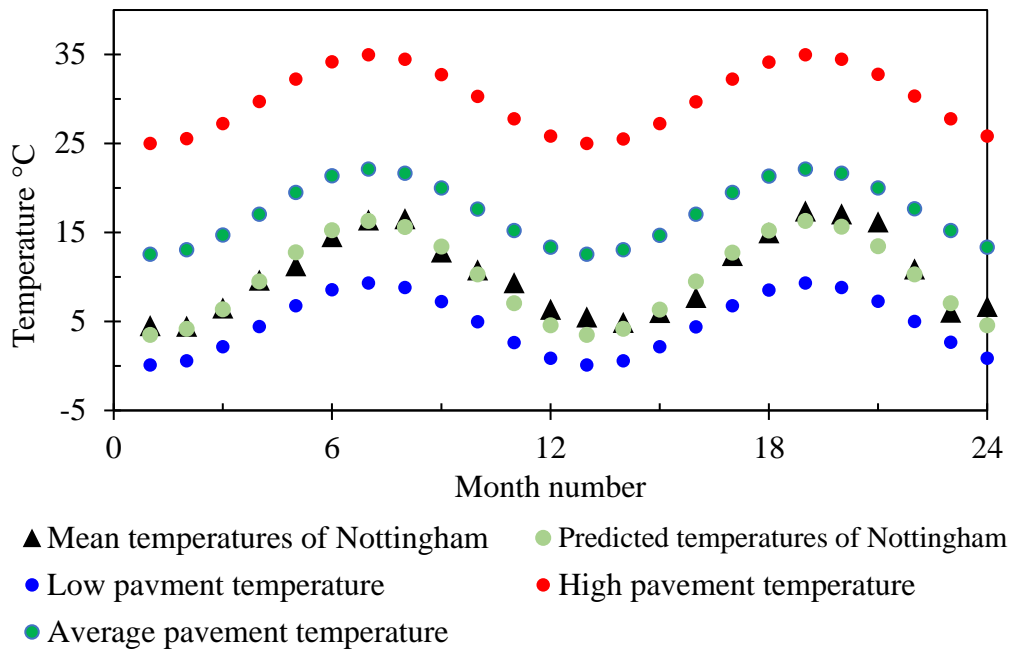 35
25
15
5
-5
Temperature °C
0 6 12 18 24
Month number
Mean temperatures of Nottingham Predicted temperatures of Nottingham
Low pavment temperature High pavement temperature
Average pavement temperature